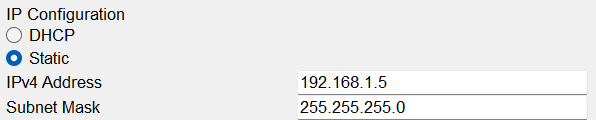 IP Configuration
DHCP
Static
IPv4 Address 192.168.1.5
Subnet Mask 255.255.255.0